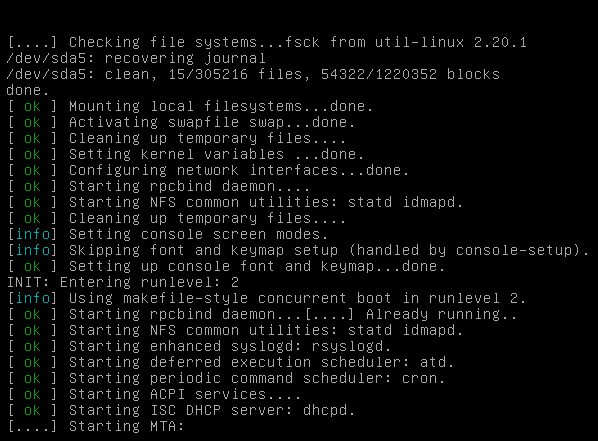 [....] Checking file systems...fsck from util-linux 2.20.1
/dev/sda5: recovering journal
/dev/sda5: clean, 15/305216 files, 54322/1220352 blocks
done.
[ ok ] Mounting local filesystems...done.
[ ok ] Activating swapfile swap...done.
[ ok ] Cleaning up temporary files....
[ ok ] Setting kernel variables ...done.
[ ok ] Configuring network interfaces...done.
[ ok ] Starting rpcbind daemon....
[ ok ] Starting NFS common utilities: statd idmapd.
[ ok ] Cleaning up temporary files....
[info] Setting console screen modes.
[info] Skipping font and keymap setup (handled by console-setup).
[ ok ] Setting up console font and keymap...done.
INIT: Entering runlevel: 2
[info] Using makefile-style concurrent boot in runlevel 2.
[ ok ] Starting rpcbind daemon...[....] Already running..
[ ok ] Starting NFS common utilities: statd idmapd.
[ ok ] Starting enhanced syslogd: rsyslogd.
[ ok ] Starting deferred execution scheduler: atd.
[ ok ] Starting periodic command scheduler: cron.
[ ok ] Starting ACPI services....
[ ok ] Starting ISC DHCP server: dhcpd.
[....] Starting MTA: